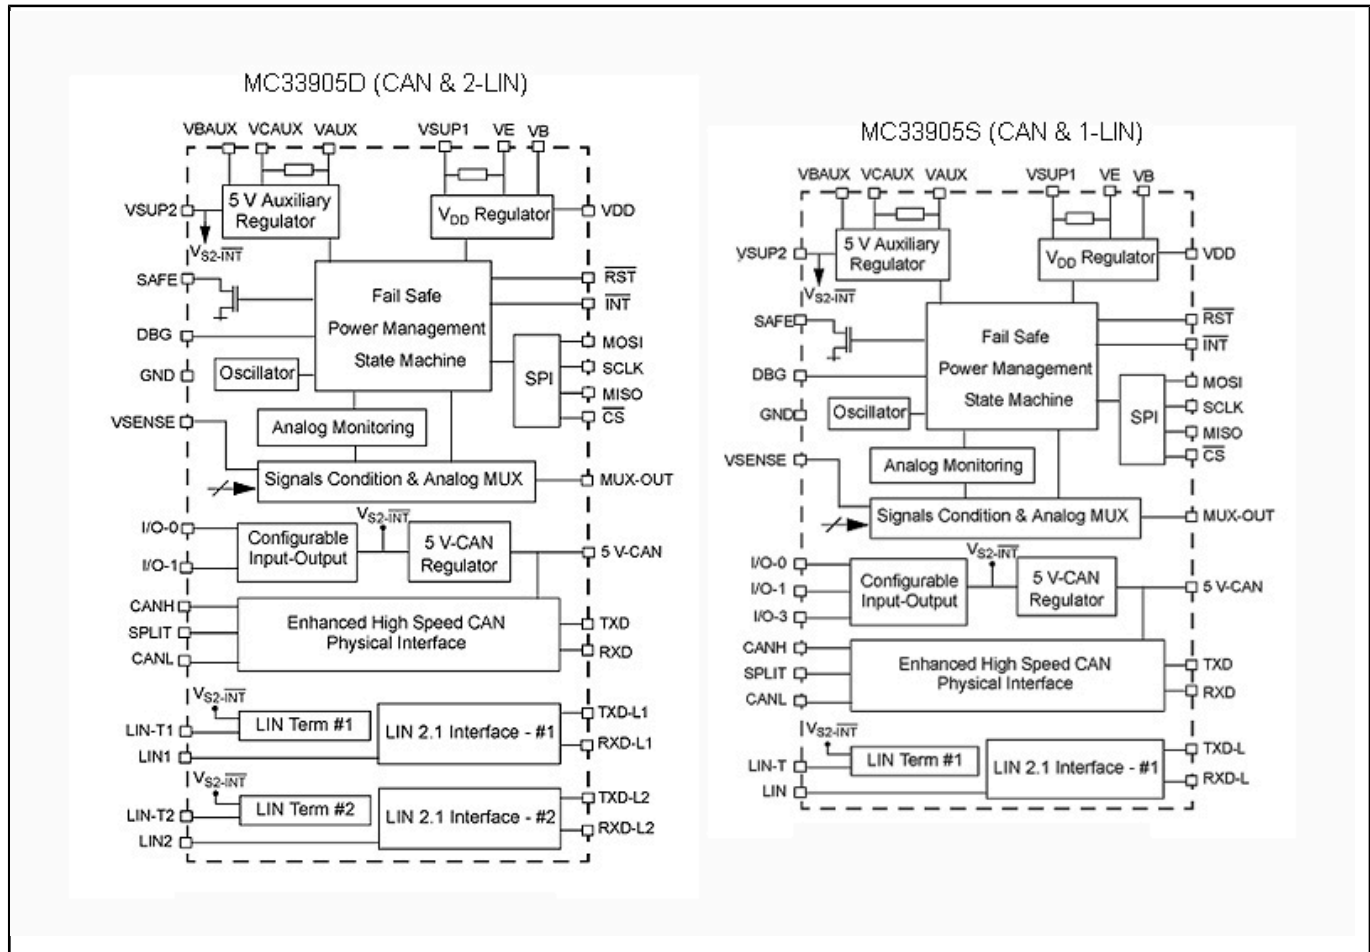 MC33905D (CAN & 2-LIN)
VBAUX VCAUX VAUX VSUP1 VE VB
VSUP2
5 V Auxiliary
Regulator
VDD Regulator
VDD
VS2-INT
SAFE
Fail Safe
Power Management
State Machine
RST
INT
DBG
MOSI
SCLK
MISO
CS
SPI
GND
Oscillator
VSENSE
Analog Monitoring
Signals Condition & Analog MUX
MUX-OUT
I/O-0
I/O-1
Configurable
Input-Output
VS2-INT
5 V-CAN
Regulator
5 V-CAN
CANH
SPLIT
CANL
Enhanced High Speed CAN
Physical Interface
TXD
RXD
VS2-INT
LIN Term #1
LIN-T1
LIN1
LIN 2.1 Interface - #1
TXD-L1
RXD-L1
VS2-INT
LIN Term #2
LIN-T2
LIN2
LIN 2.1 Interface - #2
TXD-L2
RXD-L2
MC33905S (CAN & 1-LIN)
VBAUX VCAUX VAUX VSUP1 VE VB
VSUP2
5 V Auxiliary
Regulator
VDD Regulator
VDD
VS2-INT
SAFE
Fail Safe
Power Management
State Machine
RST
INT
DBG
MOSI
SCLK
MISO
CS
SPI
GND
Oscillator
VSENSE
Analog Monitoring
Signals Condition & Analog MUX
MUX-OUT
I/O-0
I/O-1
I/O-3
Configurable
Input-Output
VS2-INT
5 V-CAN
Regulator
5 V-CAN
CANH
SPLIT
CANL
Enhanced High Speed CAN
Physical Interface
TXD
RXD
VS2-INT
LIN Term #1
LIN-T
LIN
LIN 2.1 Interface - #1
TXD-L
RXD-L